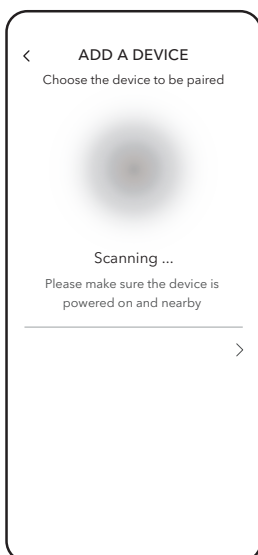 ADD A DEVICE
Choose the device to be paired
Scanning ...
Please make sure the device is
powered on and nearby